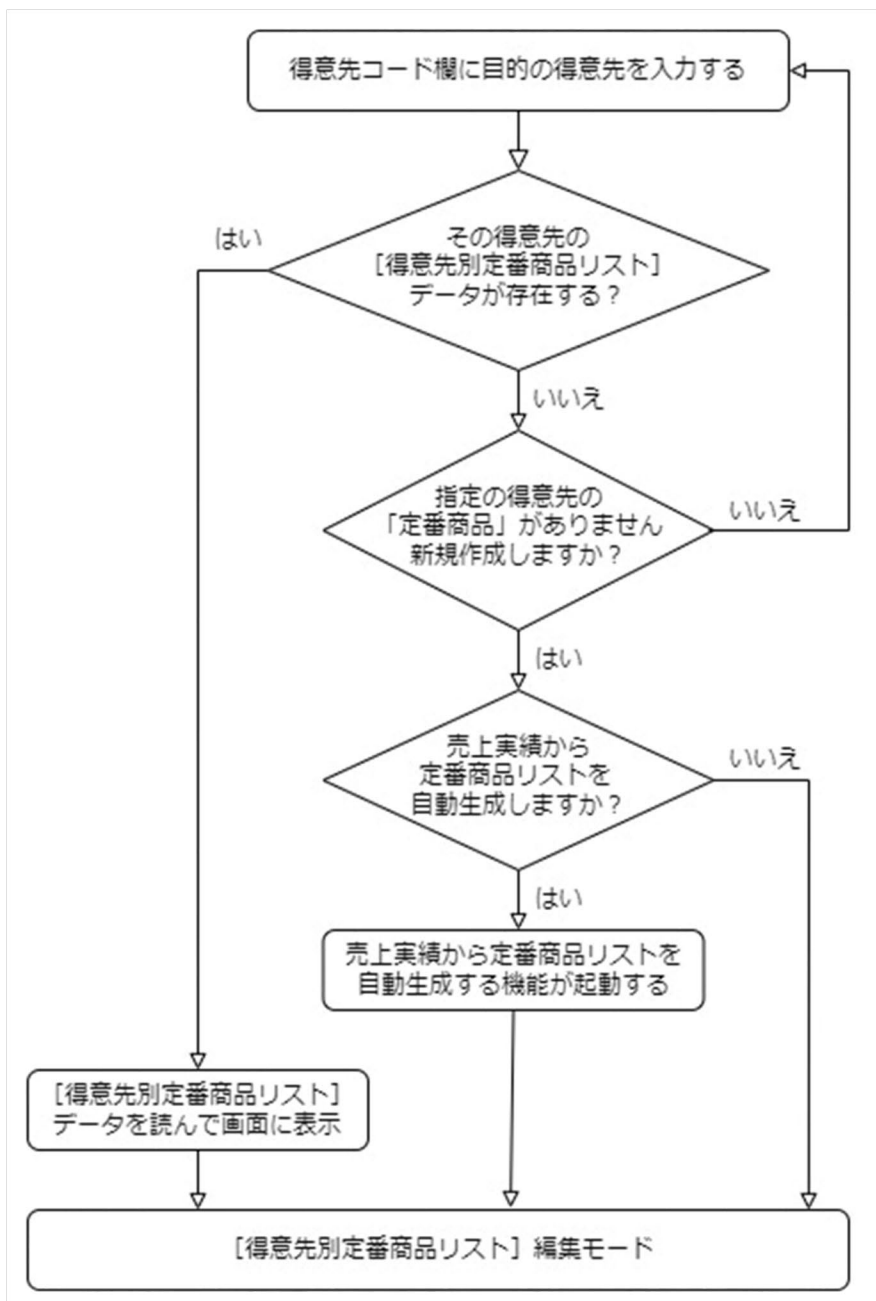 得意先コード欄に目的の得意先を入力する
はい
その得意先の
[得意先別定番商品リスト]
データが存在する?
いいえ
指定の得意先の
「定番商品」がありません
新規作成しますか?
いいえ
はい
売上実績から
定番商品リストを
自動生成しますか?
いいえ
はい
売上実績から定番商品リストを
自動生成する機能が起動する
[得意先別定番商品リスト]
データを読んで画面に表示
[得意先別定番商品リスト] 編集モード